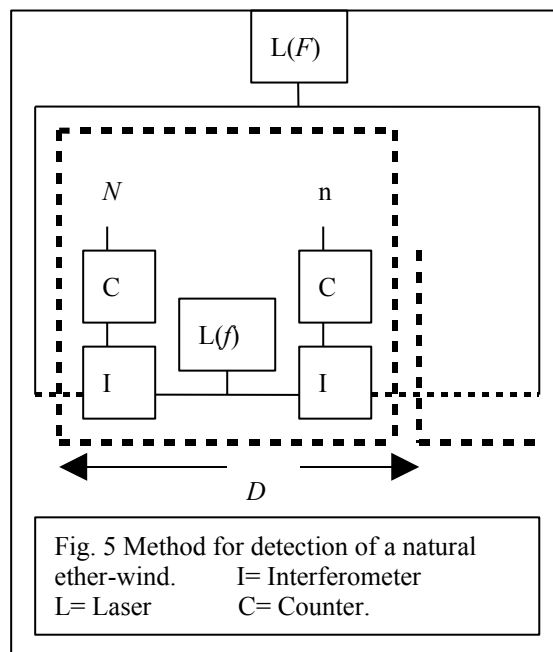 L(F)
N n
C C
L(f)
I I
D
Fig. 5 Method for detection of a natural
ether-wind. I= Interferometer
L= Laser C= Counter.